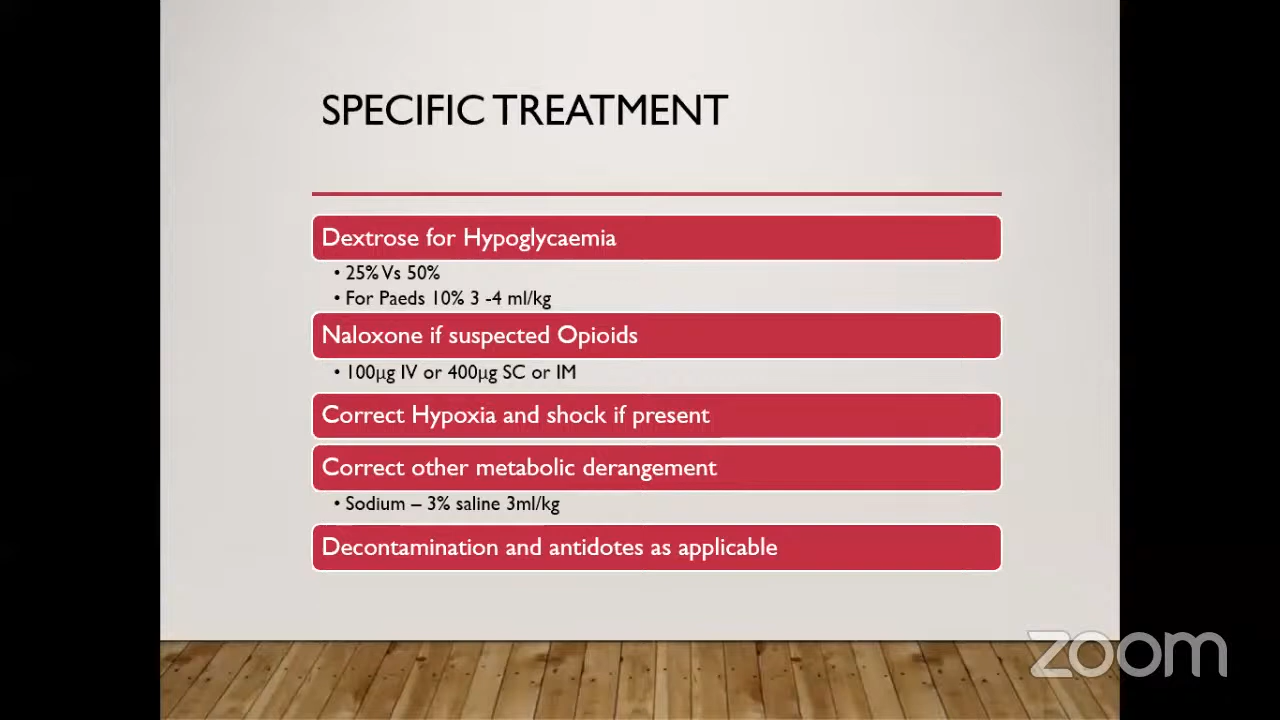 SPECIFIC TREATMENT
Dextrose for Hypoglycaemia
• 25% Vs 50%
• For Paeds 10% 3 -4 ml/kg
Naloxone if suspected Opioids
• 100µg IV or 400µg SC or IM
Correct Hypoxia and shock if present
Correct other metabolic derangement
• Sodium – 3% saline 3ml/kg
Decontamination and antidotes as applicable
zoom